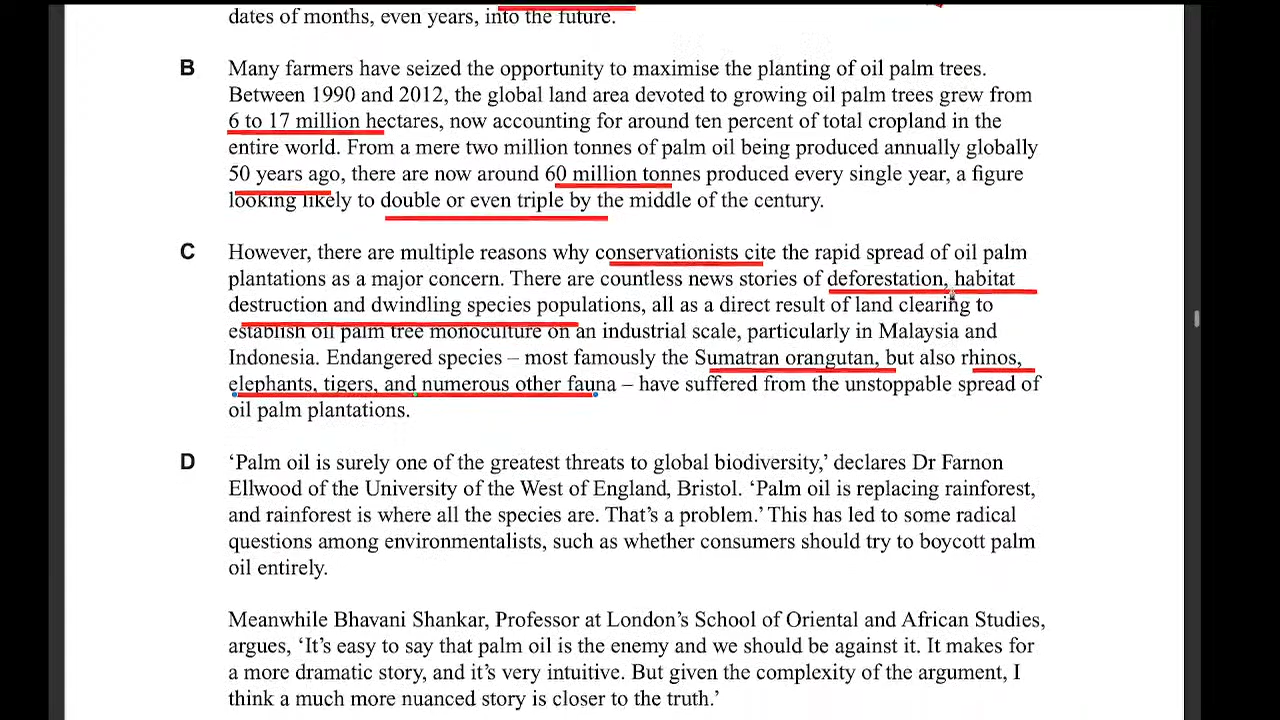 dates of months, even years, into the future.
B Many farmers have seized the opportunity to maximise the planting of oil palm trees.
Between 1990 and 2012, the global land area devoted to growing oil palm trees grew from
6 to 17 million hectares, now accounting for around ten percent of total cropland in the
entire world. From a mere two million tonnes of palm oil being produced annually globally
50 years ago, there are now around 60 million tonnes produced every single year, a figure
looking likely to double or even triple by the middle of the century.
C However, there are multiple reasons why conservationists cite the rapid spread of oil palm
plantations as a major concern. There are countless news stories of deforestation, habitat
destruction and dwindling species populations, all as a direct result of land clearing to
establish oil palm tree monoculture on an industrial scale, particularly in Malaysia and
Indonesia. Endangered species – most famously the Sumatran orangutan, but also rhinos,
elephants, tigers, and numerous other fauna – have suffered from the unstoppable spread of
oil palm plantations.
D ‘Palm oil is surely one of the greatest threats to global biodiversity,’ declares Dr Farnon
Ellwood of the University of the West of England, Bristol. ‘Palm oil is replacing rainforest,
and rainforest is where all the species are. That’s a problem.’ This has led to some radical
questions among environmentalists, such as whether consumers should try to boycott palm
oil entirely.
Meanwhile Bhavani Shankar, Professor at London’s School of Oriental and African Studies,
argues, ‘It’s easy to say that palm oil is the enemy and we should be against it. It makes for
a more dramatic story, and it’s very intuitive. But given the complexity of the argument, I
think a much more nuanced story is closer to the truth.’